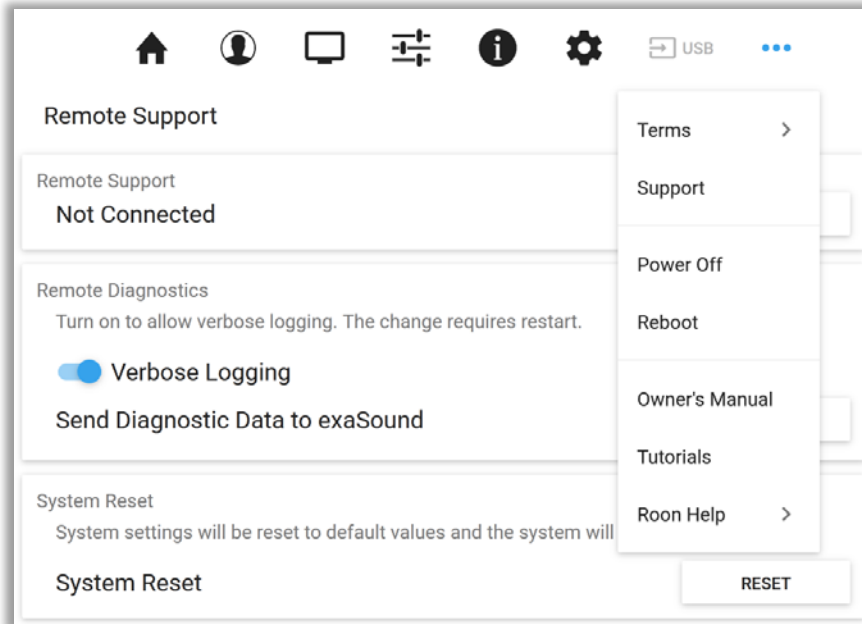 USB
Remote Support
Remote Support
Not Connected
Remote Diagnostics
Turn on to allow verbose logging. The change requires restart.
Verbose Logging
Send Diagnostic Data to exaSound
System Reset
System settings will be reset to default values and the system will
System Reset
RESET
Terms
Support
Power Off
Reboot
Owner's Manual
Tutorials
Roon Help